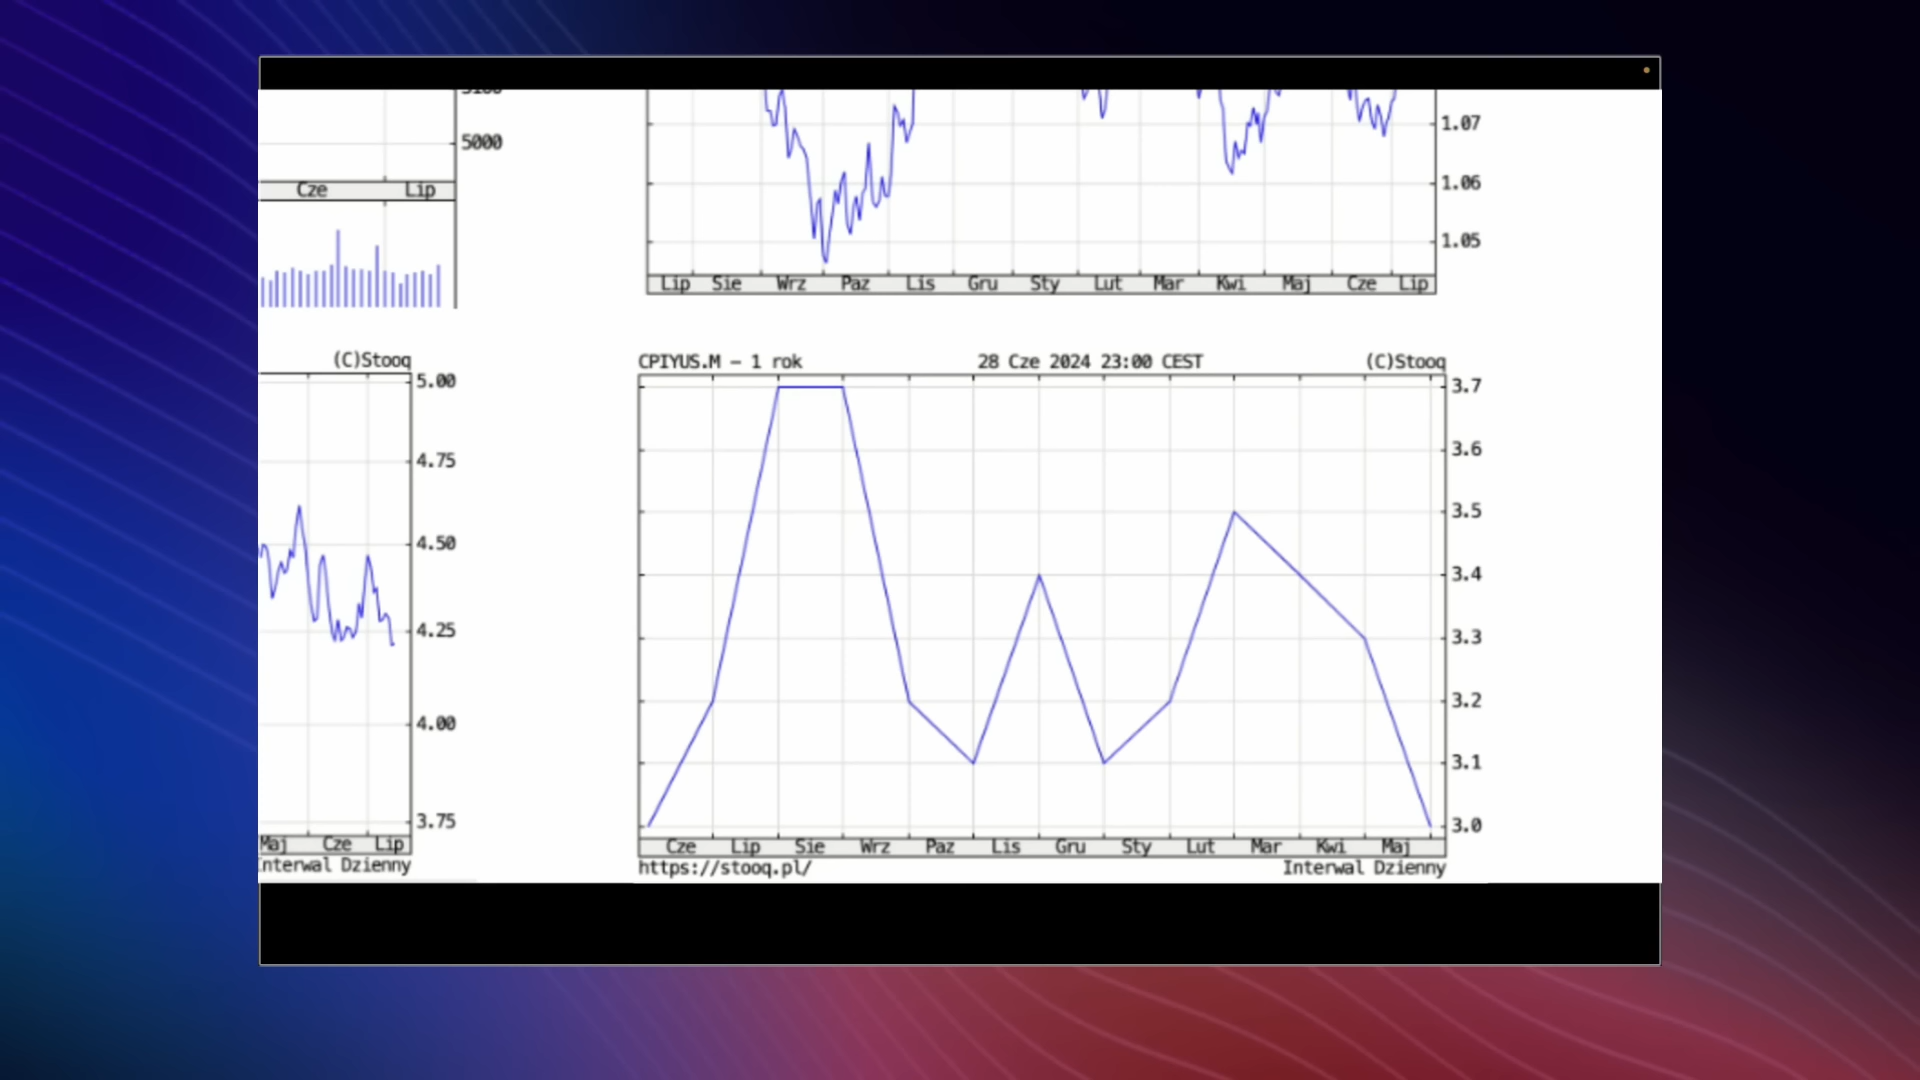 5000
Cze Lip
1.07
1.06
1.05
Lip Sie Wrz Paz Lis Gru Sty Lut Mar Kwi Maj Cze Lip
(C)Stooq
5.00
4.75
4.50
4.25
4.00
3.75
Maj Cze Lip
Interwal Dzienny
CPIYUS.M – 1 rok 28 Cze 2024 23:00 CEST (C)Stooq
3.7
3.6
3.5
3.4
3.3
3.2
3.1
3.0
Cze Lip Sie Wrz Paz Lis Gru Sty Lut Mar Kwi Maj
https://stooq.pl/ Interwal Dzienny